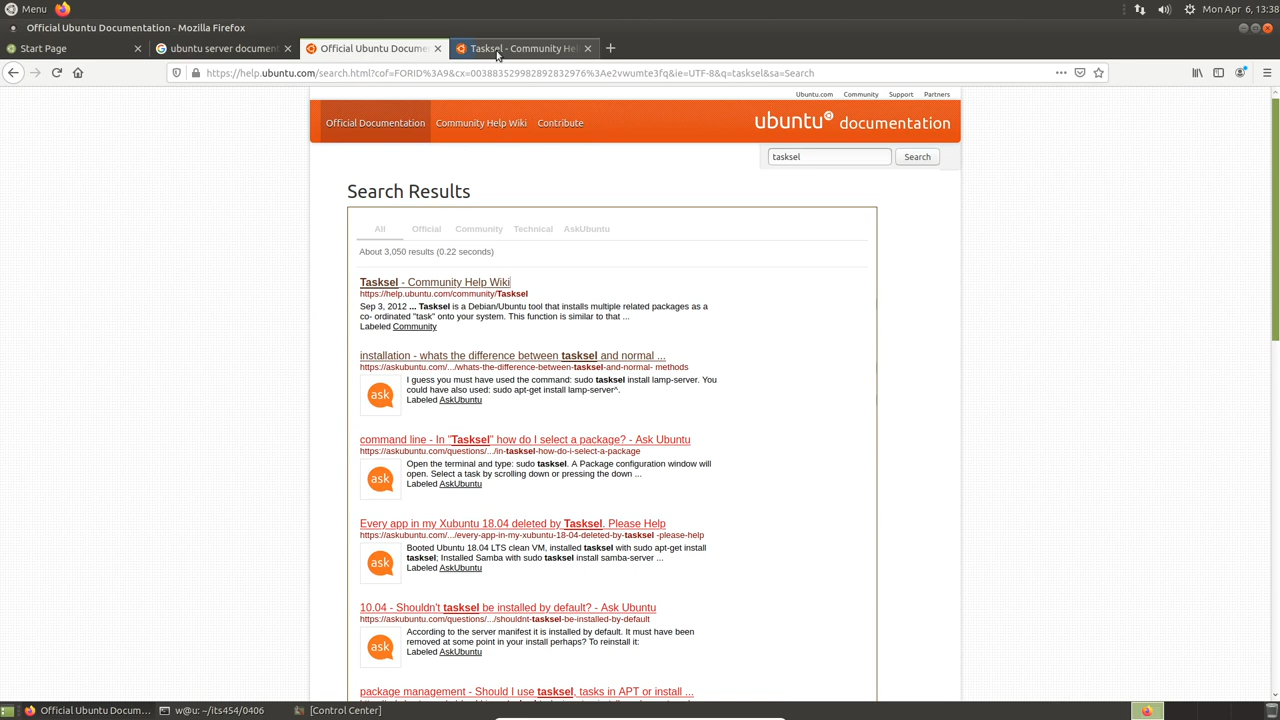 Menu
Mon Apr 6, 13:38
tasksel - Mozilla Firefox
Start Page
ubuntu server document
Official Ubuntu Docume
Tasksel - Community Hel
https://help.ubuntu.com/search.html?cof=FORID%3A9&cx=003883529982892832976%3Ae2vwumte3fq&ie=UTF-8&q=tasksel&sa=Search
Ubuntu.com Community Support Partners
Official Documentation Community Help Wiki Contribute
ubuntu documentation
tasksel Search
Search Results
All Official Community Technical AskUbuntu
About 3,050 results (0.22 seconds)
Tasksel - Community Help Wiki
https://help.ubuntu.com/community/Tasksel
Sep 3, 2012 ... Tasksel is a Debian/Ubuntu tool that installs multiple related packages as a
co- ordinated "task" onto your system. This function is similar to that ...
Labeled Community
installation - whats the difference between tasksel and normal ...
https://askubuntu.com/.../whats-the-difference-between-tasksel-and-normal- methods
ask
I guess you must have used the command: sudo tasksel install lamp-server. You
could have also used: sudo apt-get install lamp-server^.
Labeled AskUbuntu
command line - In "Tasksel" how do I select a package? - Ask Ubuntu
https://askubuntu.com/questions/.../in-tasksel-how-do-i-select-a-package
ask
Open the terminal and type: sudo tasksel. A Package configuration window will
open. Select a task by scrolling down or pressing the down ...
Labeled AskUbuntu
Every app in my Xubuntu 18.04 deleted by Tasksel. Please Help
https://askubuntu.com/.../every-app-in-my-xubuntu-18-04-deleted-by-tasksel -please-help
ask
Booted Ubuntu 18.04 LTS clean VM, installed tasksel with sudo apt-get install
tasksel; Installed Samba with sudo tasksel install samba-server ...
Labeled AskUbuntu
10.04 - Shouldn't tasksel be installed by default? - Ask Ubuntu
https://askubuntu.com/questions/.../shouldnt-tasksel-be-installed-by-default
ask
According to the server manifest it is installed by default. It must have been
removed at some point in your install perhaps? To reinstall it:
Labeled AskUbuntu
package management - Should I use tasksel, tasks in APT or install ...
Official Ubuntu Docum...
w@u: ~/its454/0406
[Control Center]